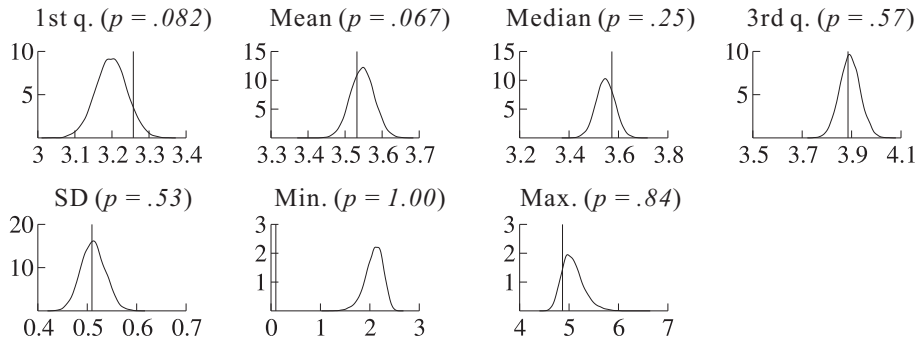 1st q. (p = .082) Mean (p = .067) Median (p = .25) 3rd q. (p = .57)
10 15 15 10
10 10
5 5 5 5
3 3.1 3.2 3.3 3.4 3.3 3.4 3.5 3.6 3.7 3.2 3.4 3.6 3.8 3.5 3.7 3.9 4.1
SD (p = .53) Min. (p = 1.00) Max. (p = .84)
20 3 3
10 2 2
1 1
0.4 0.5 0.6 0.7 0 1 2 3 4 5 6 7